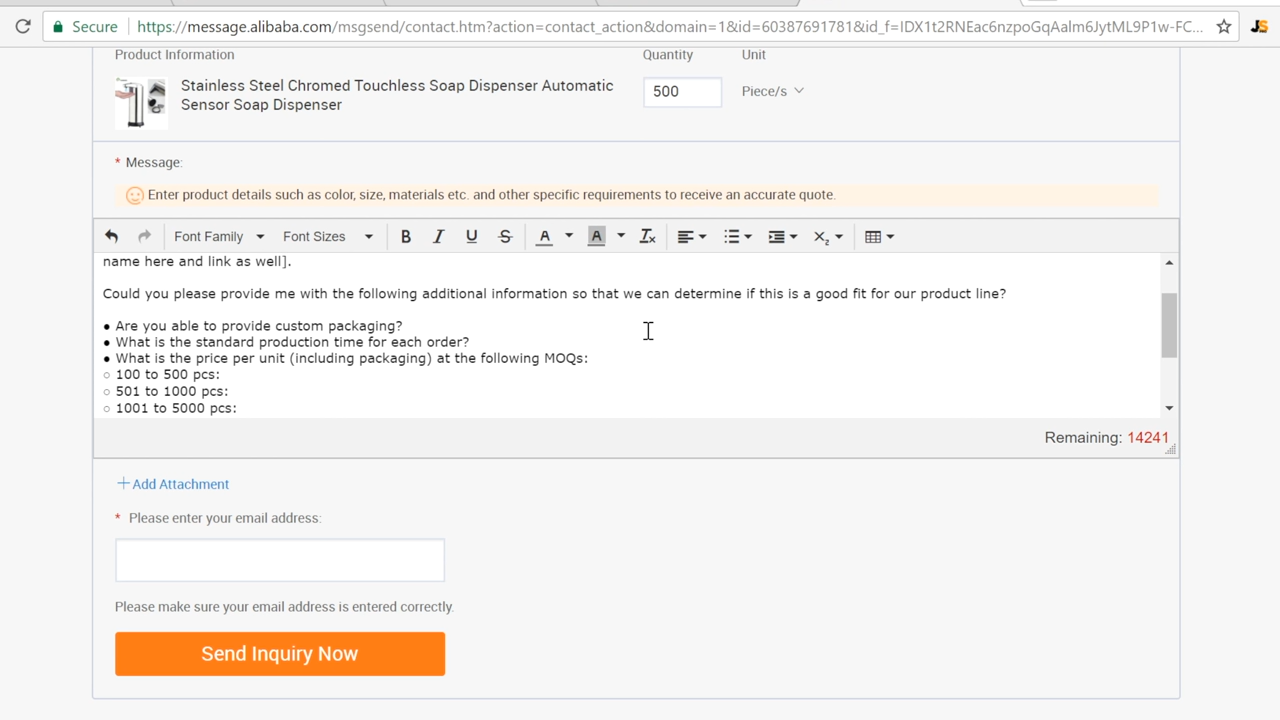 Secure https://message.alibaba.com/msgsend/contact.htm?action=contact_action&domain=1&id=60387691781&id_f=IDX1t2RNEac6nzpoGqAalm6JytML9P1w-FC... JS
Product Information Quantity Unit
Stainless Steel Chromed Touchless Soap Dispenser Automatic
Sensor Soap Dispenser
500 Piece/s
* Message:
Enter product details such as color, size, materials etc. and other specific requirements to receive an accurate quote.
Font Family Font Sizes B I U S A A Tx X2
name here and link as well].
Could you please provide me with the following additional information so that we can determine if this is a good fit for our product line?
● Are you able to provide custom packaging?
● What is the standard production time for each order?
● What is the price per unit (including packaging) at the following MOQs:
○ 100 to 500 pcs:
○ 501 to 1000 pcs:
○ 1001 to 5000 pcs:
Remaining: 14241
+Add Attachment
* Please enter your email address:
Please make sure your email address is entered correctly.
Send Inquiry Now